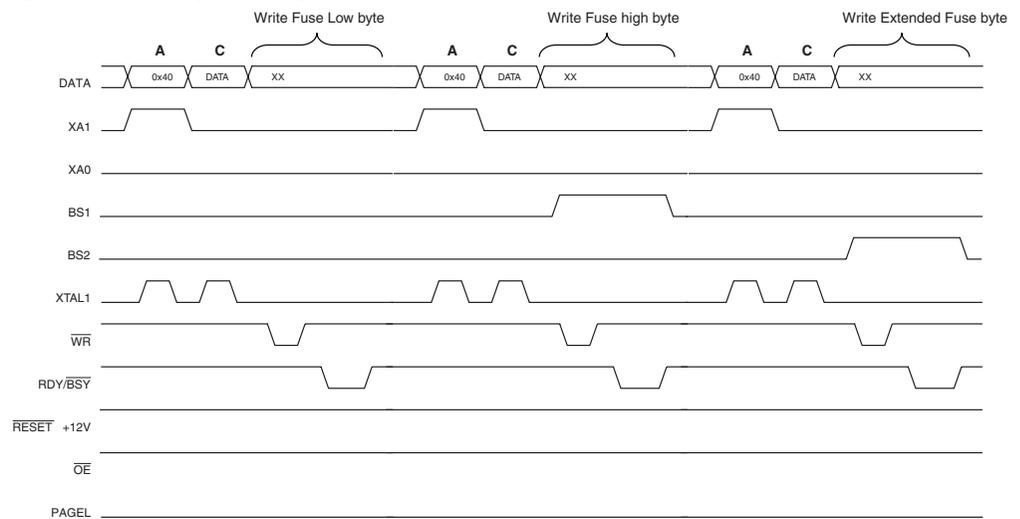 Write Fuse Low byte Write Fuse high byte Write Extended Fuse byte
A C A C A C
DATA 0x40 DATA XX 0x40 DATA XX 0x40 DATA XX
XA1
XA0
BS1
BS2
XTAL1
WR
RDY/BSY
RESET +12V
OE
PAGEL